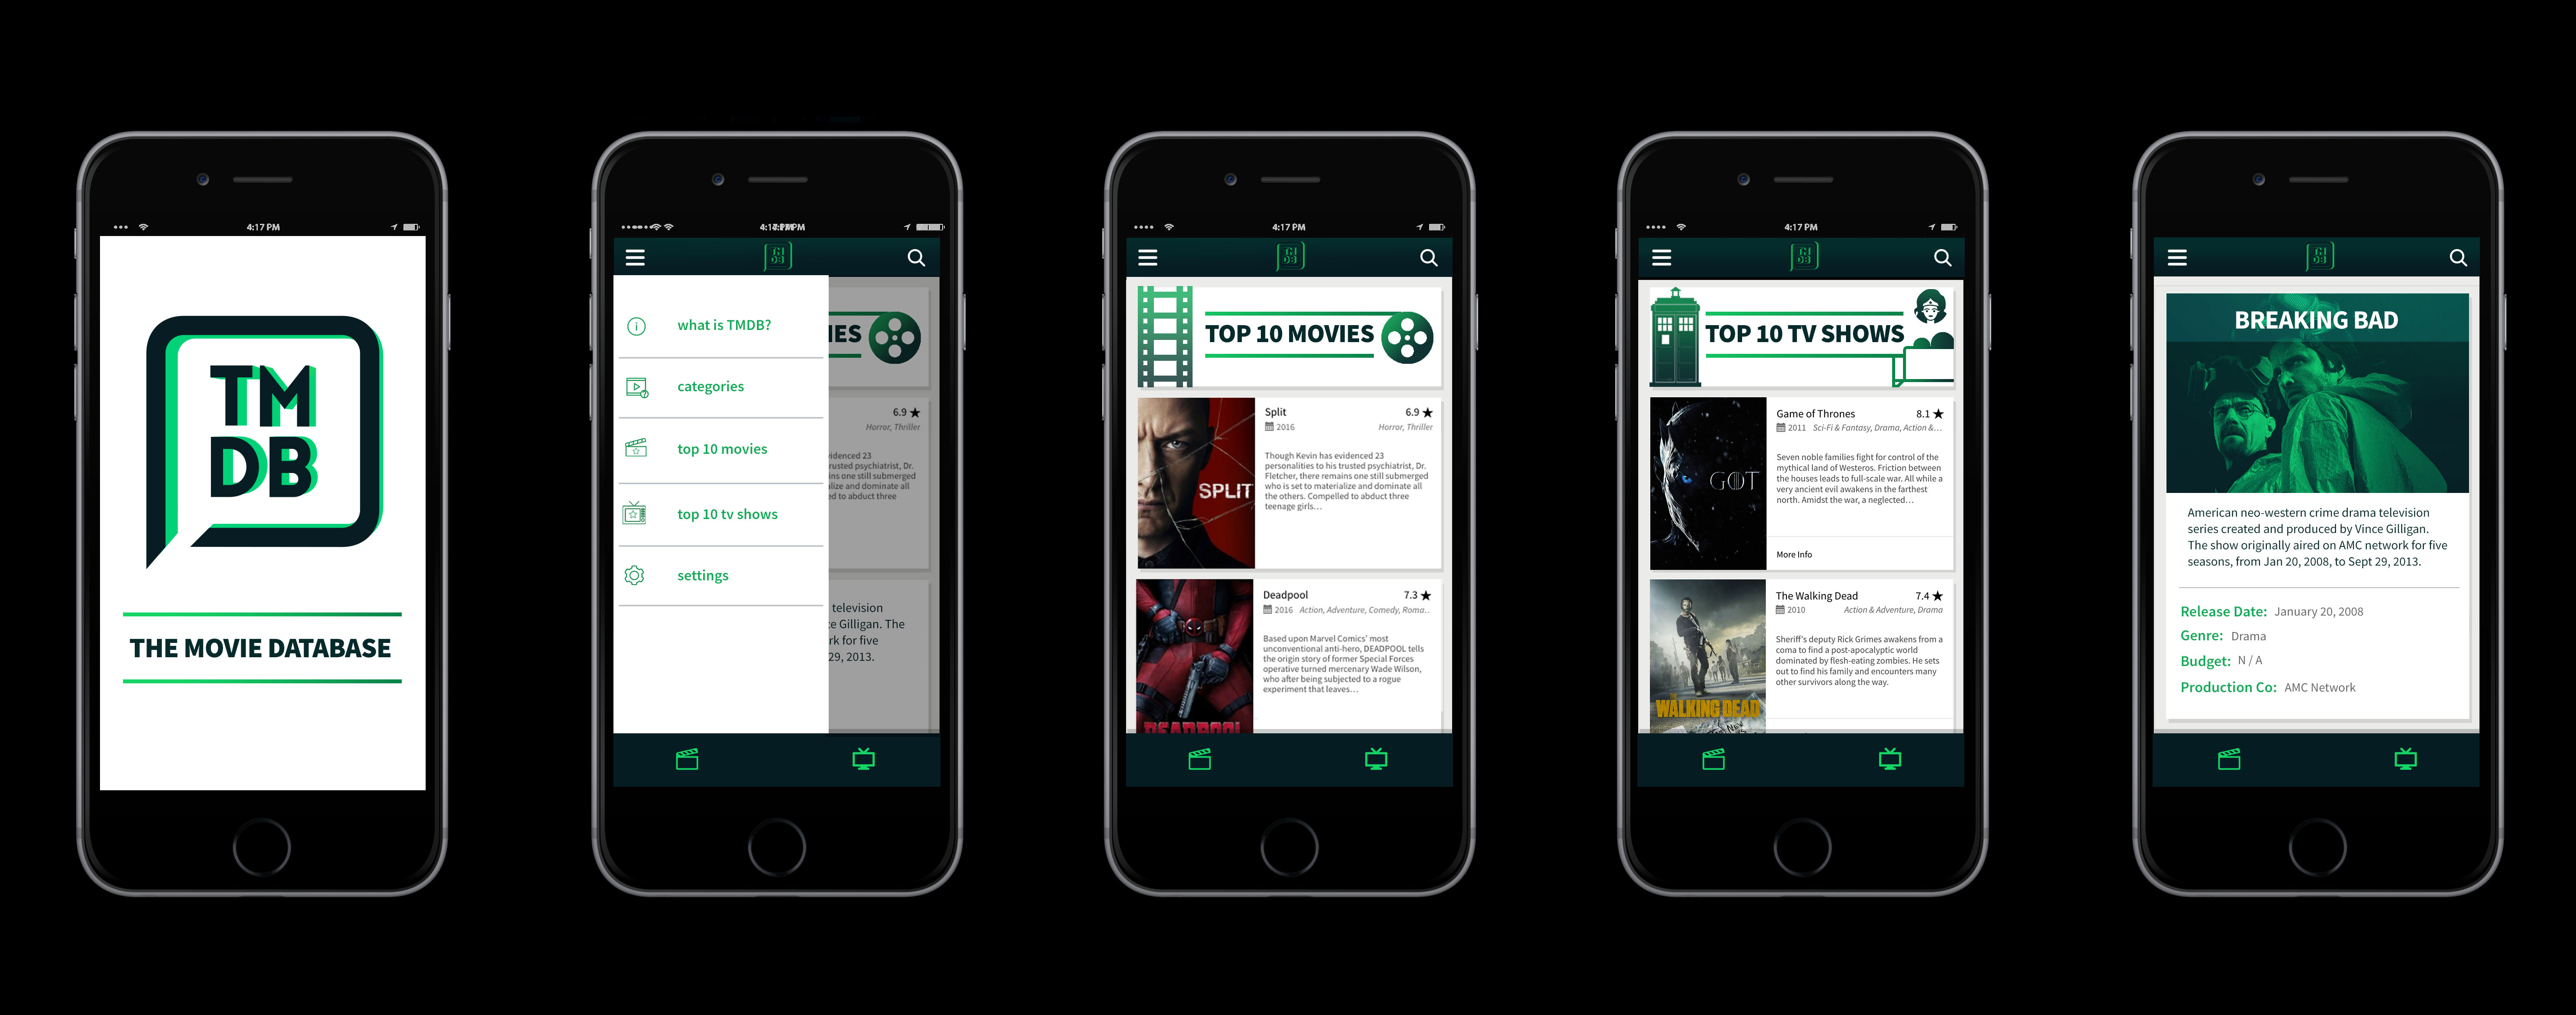 4:17 PM
TM
DB
THE MOVIE DATABASE
what is TMDB?
categories
top 10 movies
top 10 tv shows
settings
IES
6.9 ★
Horror, Thriller
idenced 23
rusted psychiatrist, Dr.
ins one still submerged
alize and dominate all
ed to abduct three
television
ce Gilligan. The
rk for five
29, 2013.
4:17 PM
TOP 10 MOVIES
Split
6.9 ★
2016
Horror, Thriller
Though Kevin has evidenced 23
personalities to his trusted psychiatrist, Dr.
Fletcher, there remains one still submerged
who is set to materialize and dominate all
the others. Compelled to abduct three
teenage girls...
SPLIT
Deadpool
7.3 ★
2016
Action, Adventure, Comedy, Roma...
Based upon Marvel Comics' most
unconventional anti-hero, DEADPOOL tells
the origin story of former Special Forces
operative turned mercenary Wade Wilson,
who after being subjected to a rogue
experiment that leaves...
DEADPOOL
4:17 PM
TOP 10 TV SHOWS
Game of Thrones
8.1 ★
2011
Sci-Fi & Fantasy, Drama, Action &...
Seven noble families fight for control of the
mythical land of Westeros. Friction between
the houses leads to full-scale war. All while a
very ancient evil awakens in the farthest
north. Amidst the war, a neglected...
GOT
More Info
The Walking Dead
7.4 ★
2010
Action & Adventure, Drama
Sheriff's deputy Rick Grimes awakens from a
coma to find a post-apocalyptic world
dominated by flesh-eating zombies. He sets
out to find his family and encounters many
other survivors along the way.
THE
WALKING DEAD
BREAKING BAD
American neo-western crime drama television
series created and produced by Vince Gilligan.
The show originally aired on AMC network for five
seasons, from Jan 20, 2008, to Sept 29, 2013.
Release Date: January 20, 2008
Genre: Drama
Budget: N / A
Production Co: AMC Network